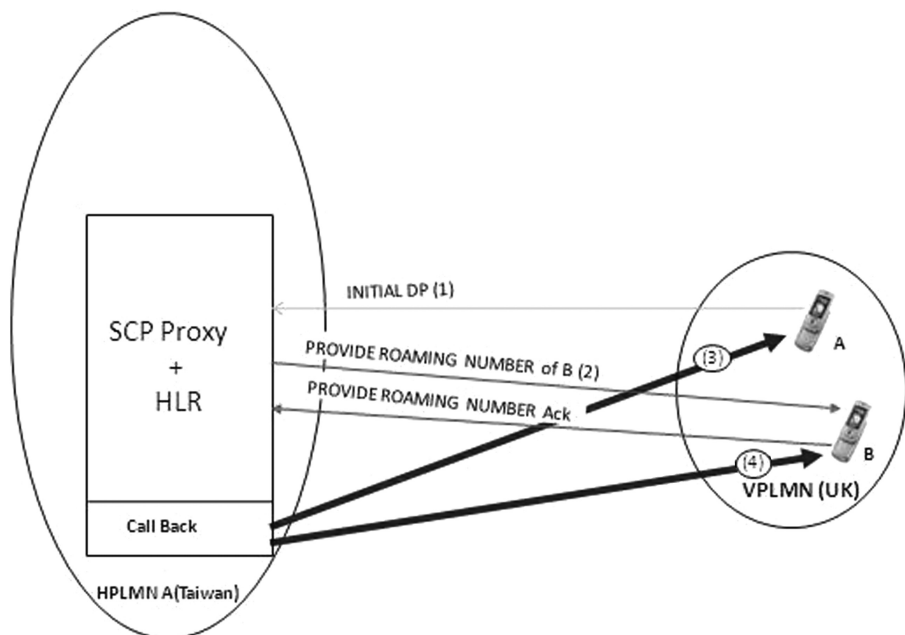 INITIAL DP (1)
A
SCP Proxy
+
HLR
PROVIDE ROAMING NUMBER of B (2)
(3)
PROVIDE ROAMING NUMBER Ack
B
(4)
VPLMN (UK)
Call Back
HPLMN A(Taiwan)